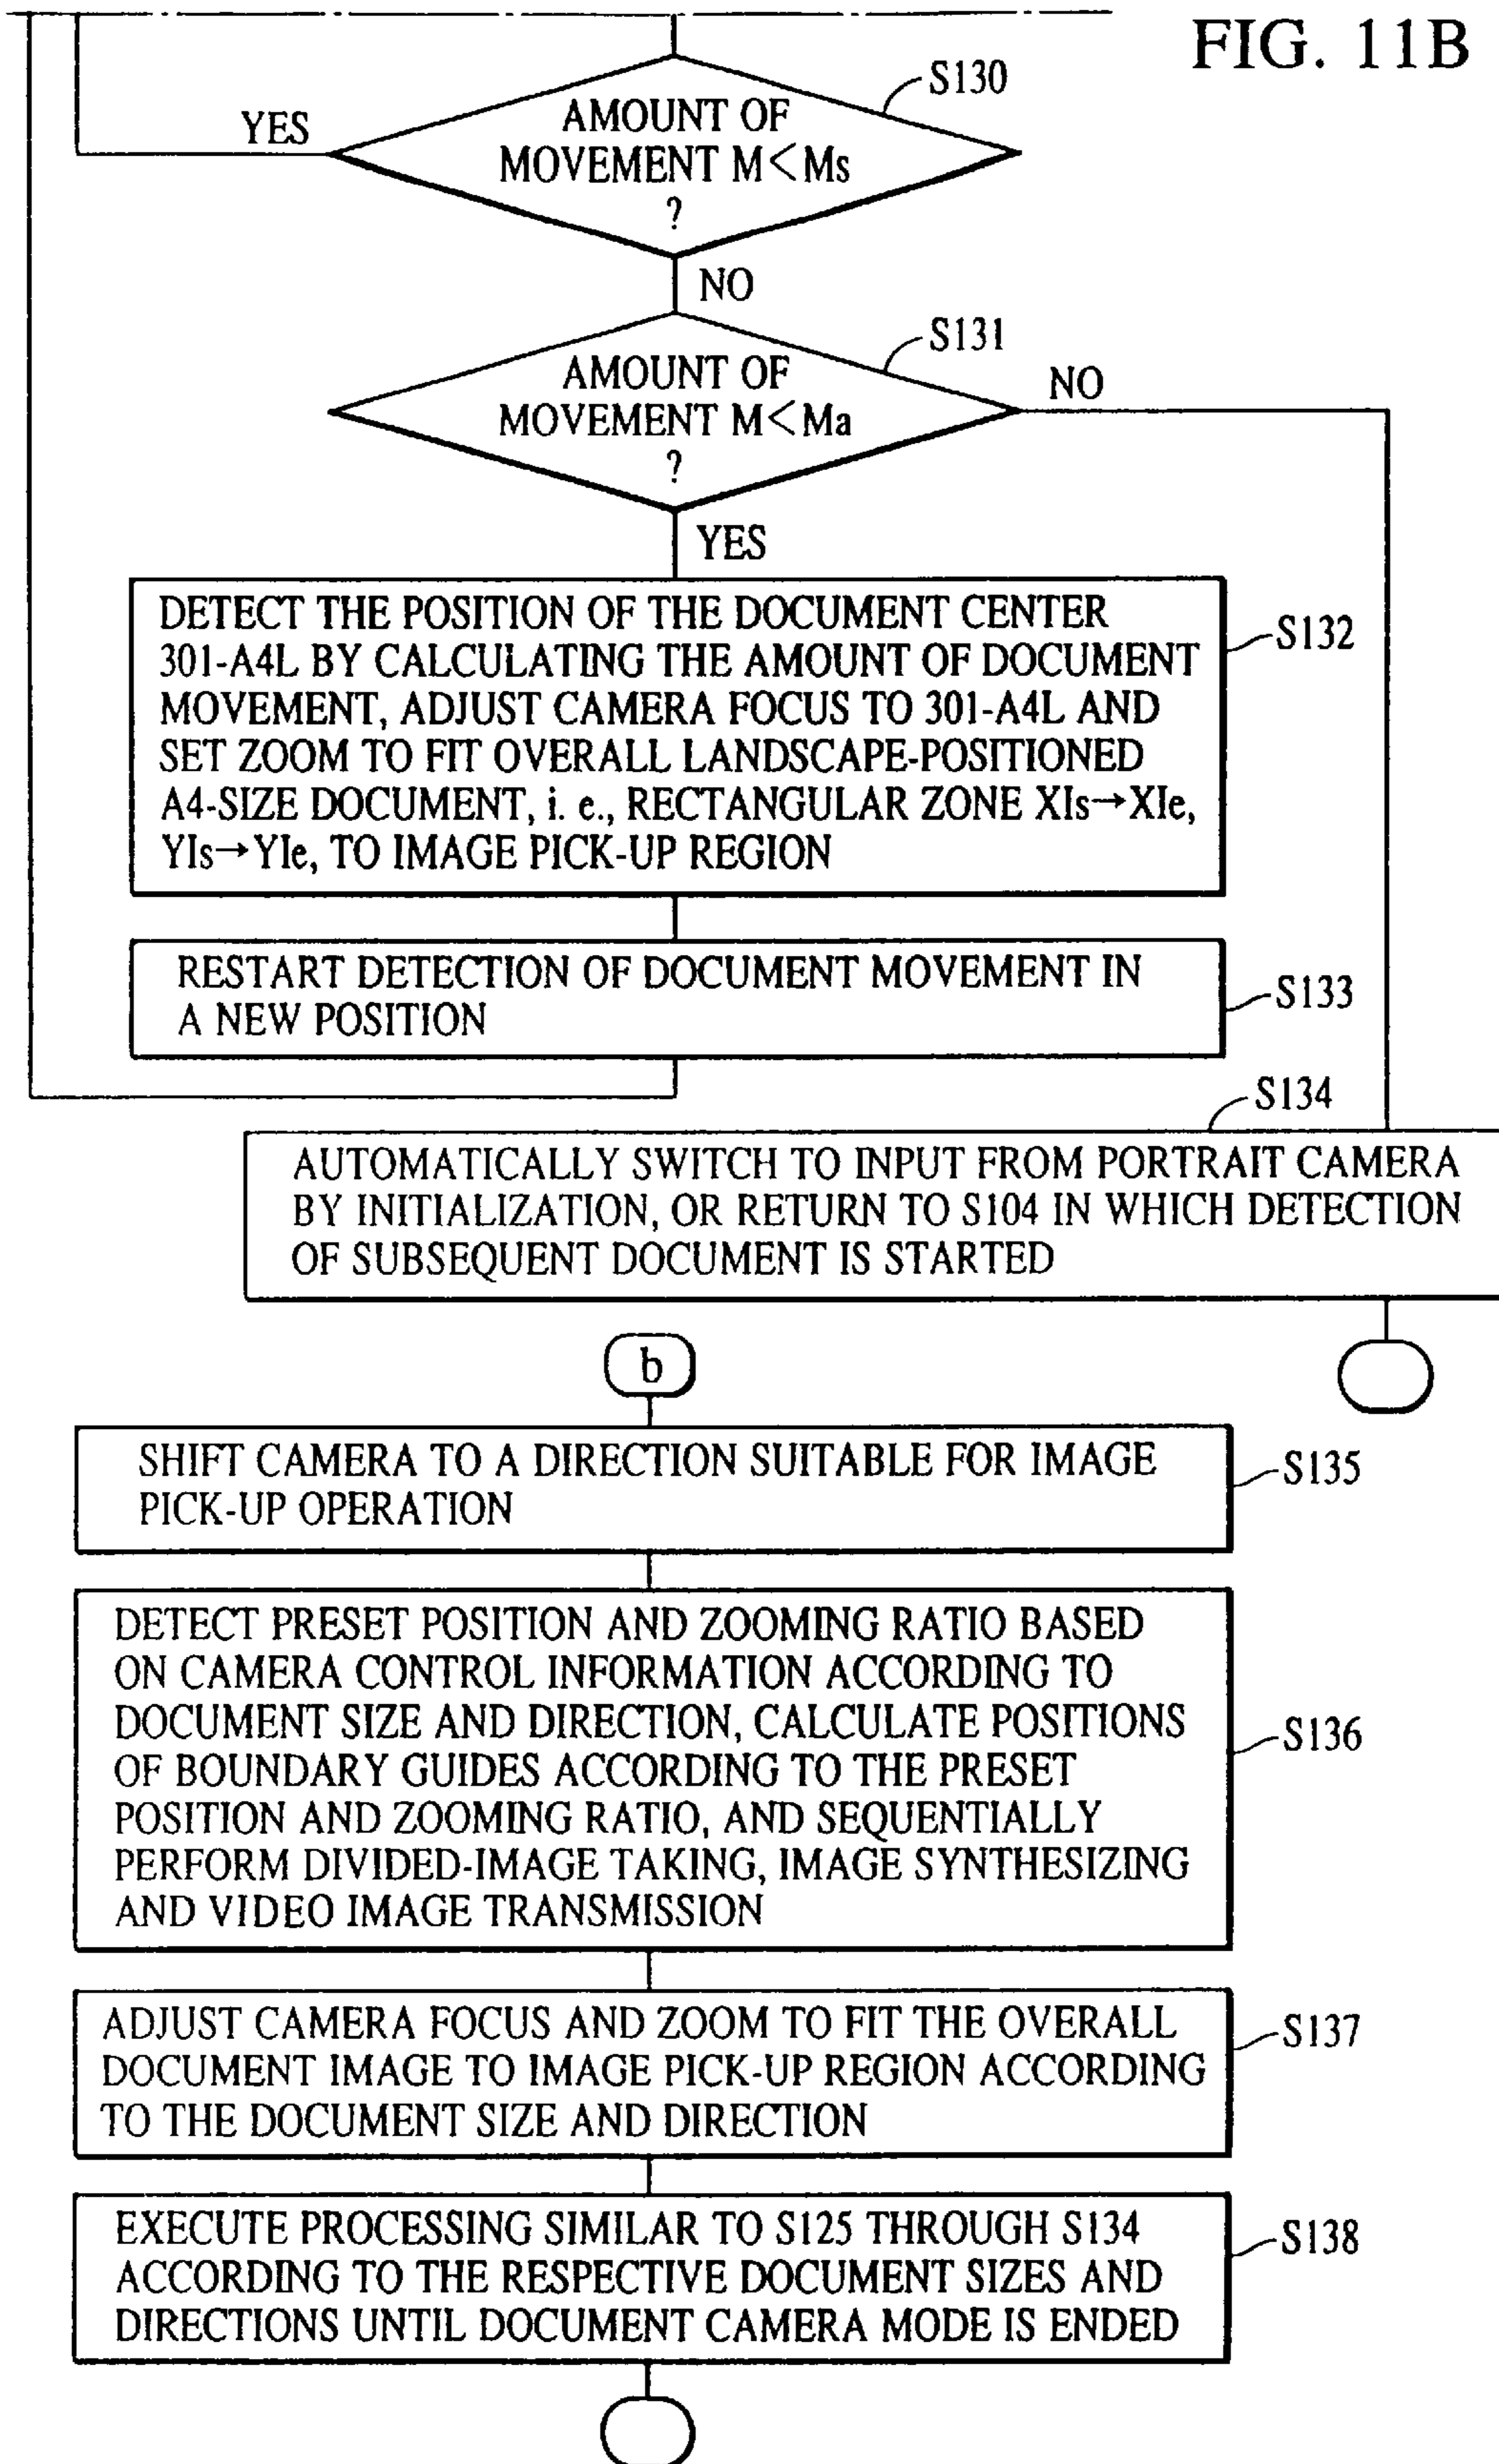 FIG. 11B
S130
AMOUNT OF
MOVEMENT M<Ms
?
YES
NO
S131
AMOUNT OF
MOVEMENT M<Ma
?
NO
YES
DETECT THE POSITION OF THE DOCUMENT CENTER
301-A4L BY CALCULATING THE AMOUNT OF DOCUMENT
MOVEMENT, ADJUST CAMERA FOCUS TO 301-A4L AND
SET ZOOM TO FIT OVERALL LANDSCAPE-POSITIONED
A4-SIZE DOCUMENT, i. e., RECTANGULAR ZONE XIs→XIe,
YIs→YIe, TO IMAGE PICK-UP REGION
S132
RESTART DETECTION OF DOCUMENT MOVEMENT IN
A NEW POSITION
S133
S134
AUTOMATICALLY SWITCH TO INPUT FROM PORTRAIT CAMERA
BY INITIALIZATION, OR RETURN TO S104 IN WHICH DETECTION
OF SUBSEQUENT DOCUMENT IS STARTED
b
SHIFT CAMERA TO A DIRECTION SUITABLE FOR IMAGE
PICK-UP OPERATION
S135
DETECT PRESET POSITION AND ZOOMING RATIO BASED
ON CAMERA CONTROL INFORMATION ACCORDING TO
DOCUMENT SIZE AND DIRECTION, CALCULATE POSITIONS
OF BOUNDARY GUIDES ACCORDING TO THE PRESET
POSITION AND ZOOMING RATIO, AND SEQUENTIALLY
PERFORM DIVIDED-IMAGE TAKING, IMAGE SYNTHESIZING
AND VIDEO IMAGE TRANSMISSION
S136
ADJUST CAMERA FOCUS AND ZOOM TO FIT THE OVERALL
DOCUMENT IMAGE TO IMAGE PICK-UP REGION ACCORDING
TO THE DOCUMENT SIZE AND DIRECTION
S137
EXECUTE PROCESSING SIMILAR TO S125 THROUGH S134
ACCORDING TO THE RESPECTIVE DOCUMENT SIZES AND
DIRECTIONS UNTIL DOCUMENT CAMERA MODE IS ENDED
S138